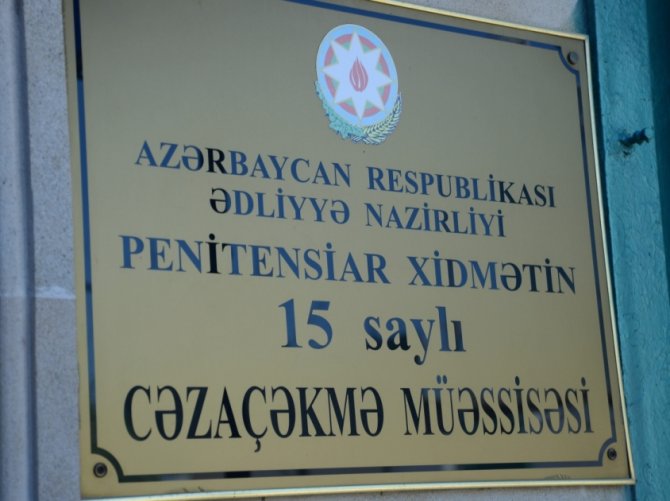 AZƏRBAYCAN RESPUBLİKASI
ƏDLİYYƏ NAZİRLİYİ
PENİTENSİAR XİDMƏTİN
15 saylı
CƏZAÇƏKMƏ MÜƏSSİSƏSİ